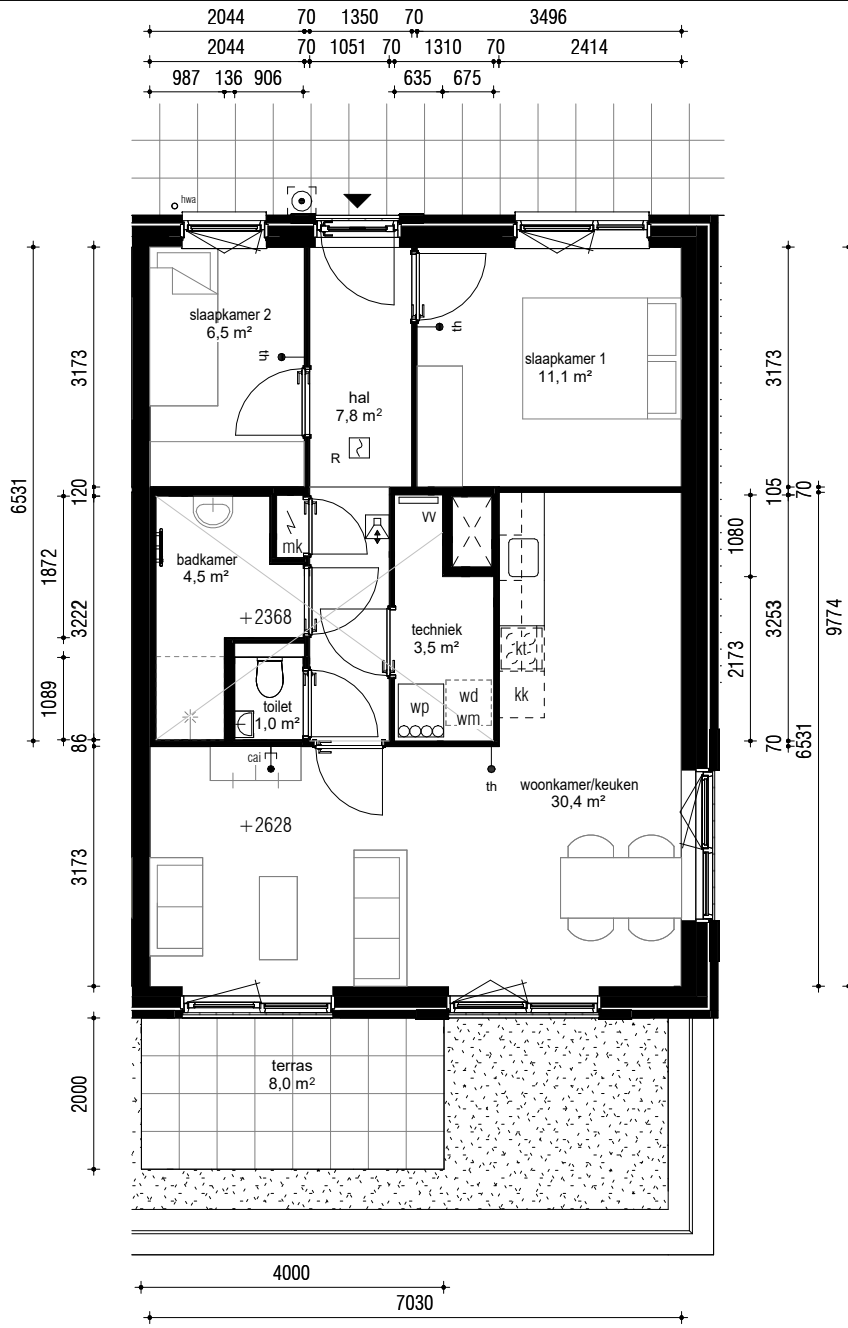 2044 70 1350 70 3496
2044 70 1051 70 1310 70 2414
987 136 906 635 675
hwa
slaapkamer 2
6,5 m²
th
th
slaapkamer 1
11,1 m²
hal
7,8 m²
R
3173
3173
6531
120
105
70
mk
vv
badkamer
4,5 m²
1872
1080
+2368
3222
techniek
3,5 m²
kt
3253
9774
2173
kk
1089
toilet
1,0 m²
wp
wd
wm
86
70
6531
cai
th
woonkamer/keuken
30,4 m²
+2628
3173
terras
8,0 m²
2000
4000
7030